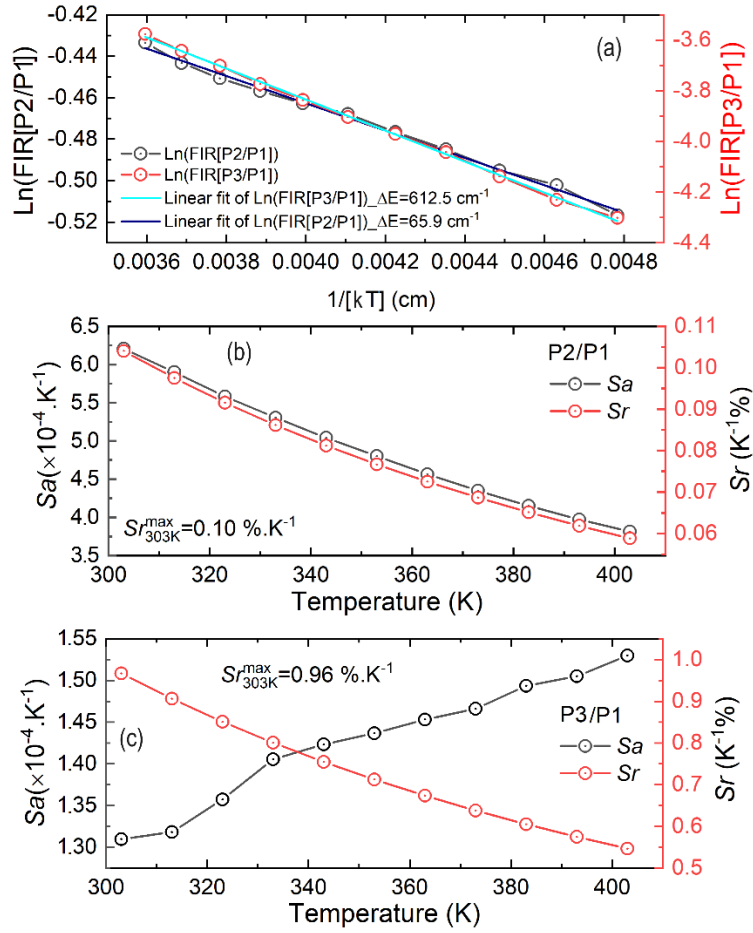 (a)
-0.42
-0.44
-0.46
-0.48
-0.50
-0.52
Ln(FIR[P2/P1])
-3.6
-3.8
-4.0
-4.2
-4.4
Ln(FIR[P3/P1])
Ln(FIR[P2/P1])
Ln(FIR[P3/P1])
Linear fit of Ln(FIR[P3/P1])_ΔE=612.5 cm⁻¹
Linear fit of Ln(FIR[P2/P1])_ΔE=65.9 cm⁻¹
0.0036 0.0038 0.0040 0.0042 0.0044 0.0046 0.0048
1/[kT] (cm)
(b)
6.5
6.0
5.5
5.0
4.5
4.0
3.5
Sa(×10⁻⁴.K⁻¹)
P2/P1
Sa
Sr
0.11
0.10
0.09
0.08
0.07
0.06
Sr (K⁻¹%)
Sr₃₀₃ₖᵐᵃˣ=0.10 %.K⁻¹
300 320 340 360 380 400
Temperature (K)
(c)
1.55
1.50
1.45
1.40
1.35
1.30
Sa(×10⁻⁴.K⁻¹)
Sr₃₀₃ₖᵐᵃˣ=0.96 %.K⁻¹
P3/P1
Sa
Sr
1.0
0.9
0.8
0.7
0.6
0.5
Sr (K⁻¹%)
300 320 340 360 380 400
Temperature (K)